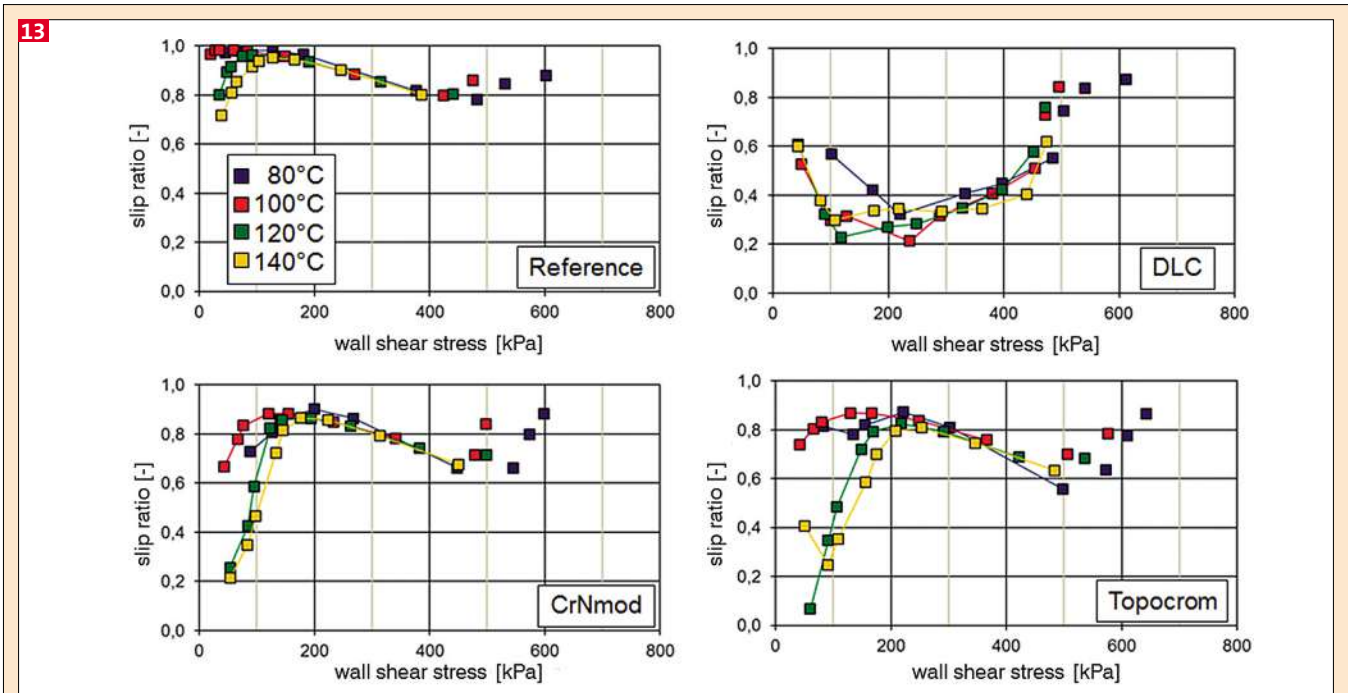 13
1,0
0,8
0,6
0,4
0,2
0,0
slip ratio [-]
80°C
100°C
120°C
140°C
Reference
0 200 400 600 800
wall shear stress [kPa]
1,0
0,8
0,6
0,4
0,2
0,0
slip ratio [-]
DLC
0 200 400 600 800
wall shear stress [kPa]
1,0
0,8
0,6
0,4
0,2
0,0
slip ratio [-]
CrNmod
0 200 400 600 800
wall shear stress [kPa]
1,0
0,8
0,6
0,4
0,2
0,0
slip ratio [-]
Topocrom
0 200 400 600 800
wall shear stress [kPa]